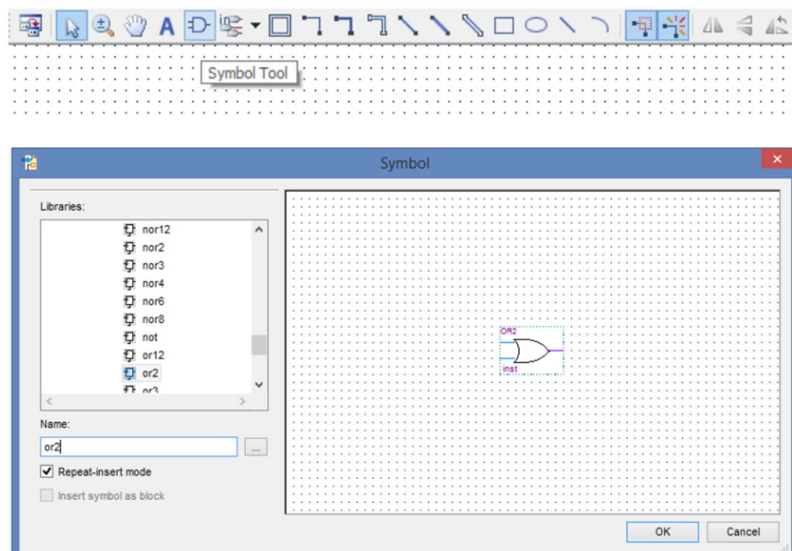 A
Symbol Tool
Symbol
Libraries:
nor12
nor2
nor3
nor4
nor6
nor8
not
or12
or2
or3
Name:
or2
...
Repeat-insert mode
Insert symbol as block
OR2
inst
OK
Cancel